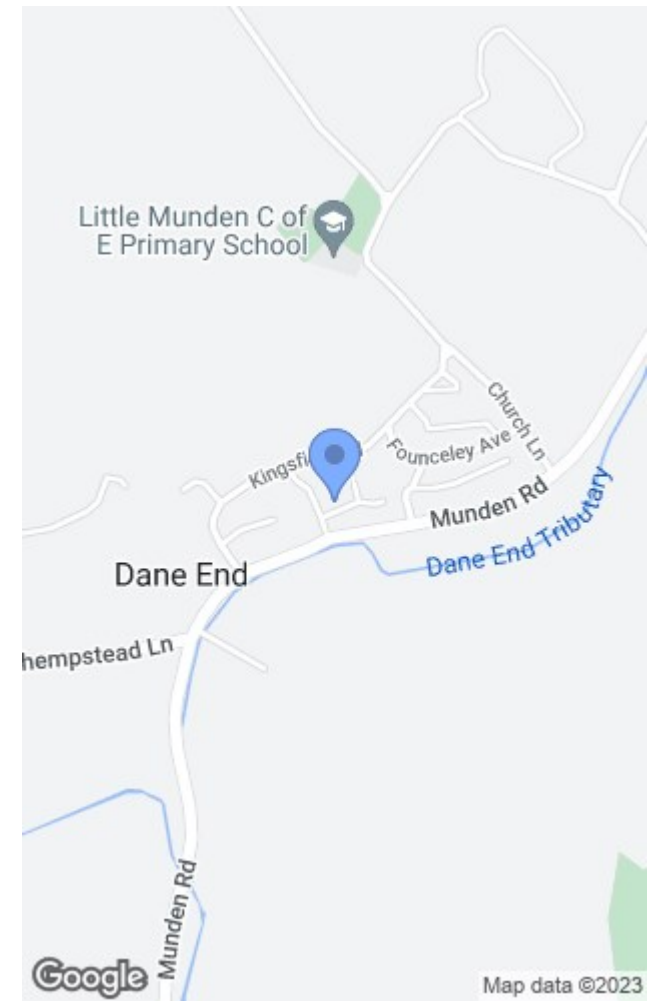 Little Munden C of
E Primary School
Church Ln
Founceley Ave
Munden Rd
Dane End Tributary
Dane End
hempstead Ln
Munden Rd
Google
Map data ©2023